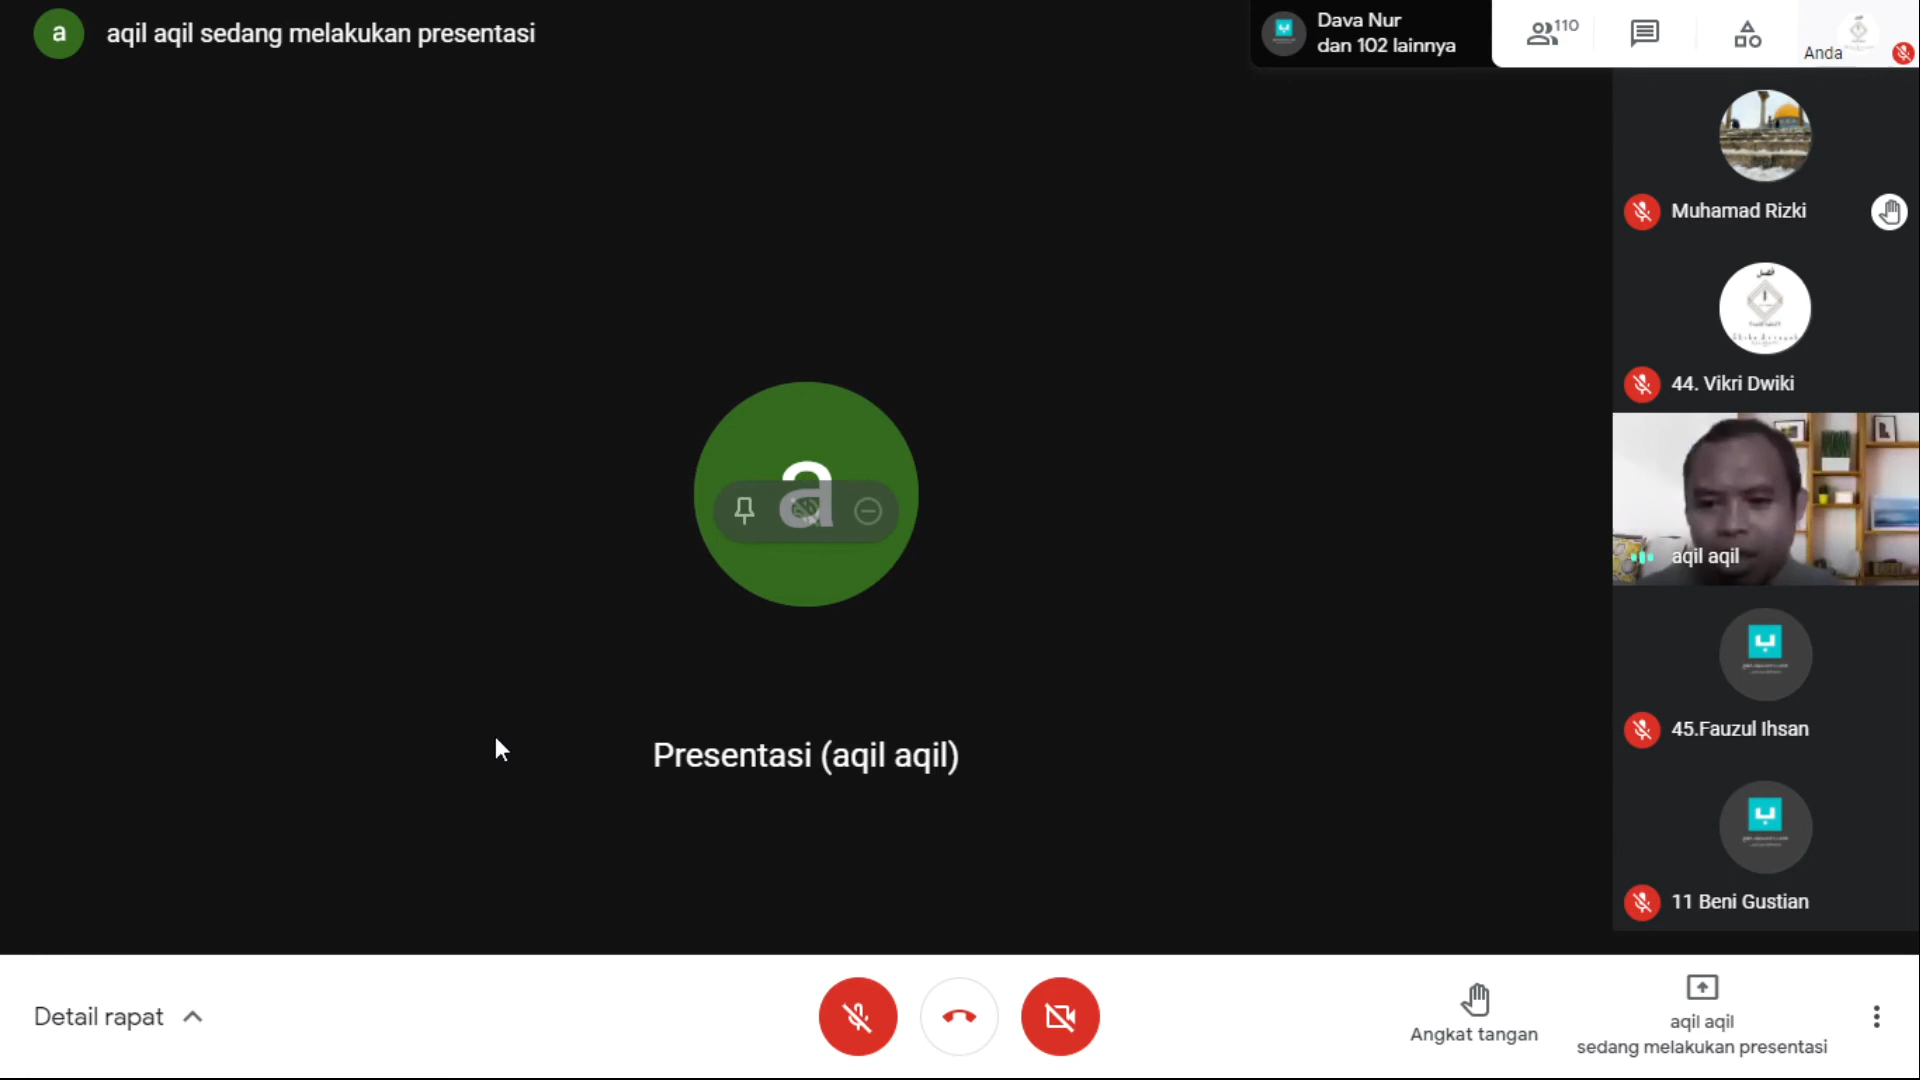 a aqil aqil sedang melakukan presentasi
Dava Nur
dan 102 lainnya
110
Anda
Muhamad Rizki
فصل
44. Vikri Dwiki
aqil aqil
45.Fauzul Ihsan
11 Beni Gustian
a
Presentasi (aqil aqil)
Detail rapat
Angkat tangan
aqil aqil
sedang melakukan presentasi